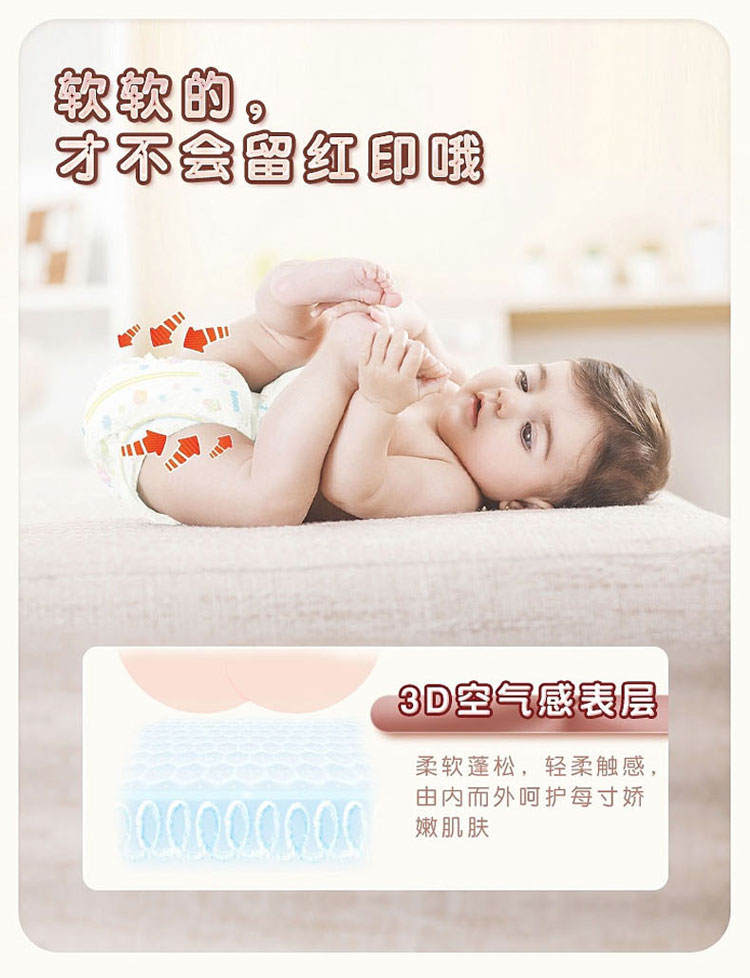 软软的，
才不会留红印哦
3D空气感表层
柔软蓬松，轻柔触感，
由内而外呵护每寸娇
嫩肌肤